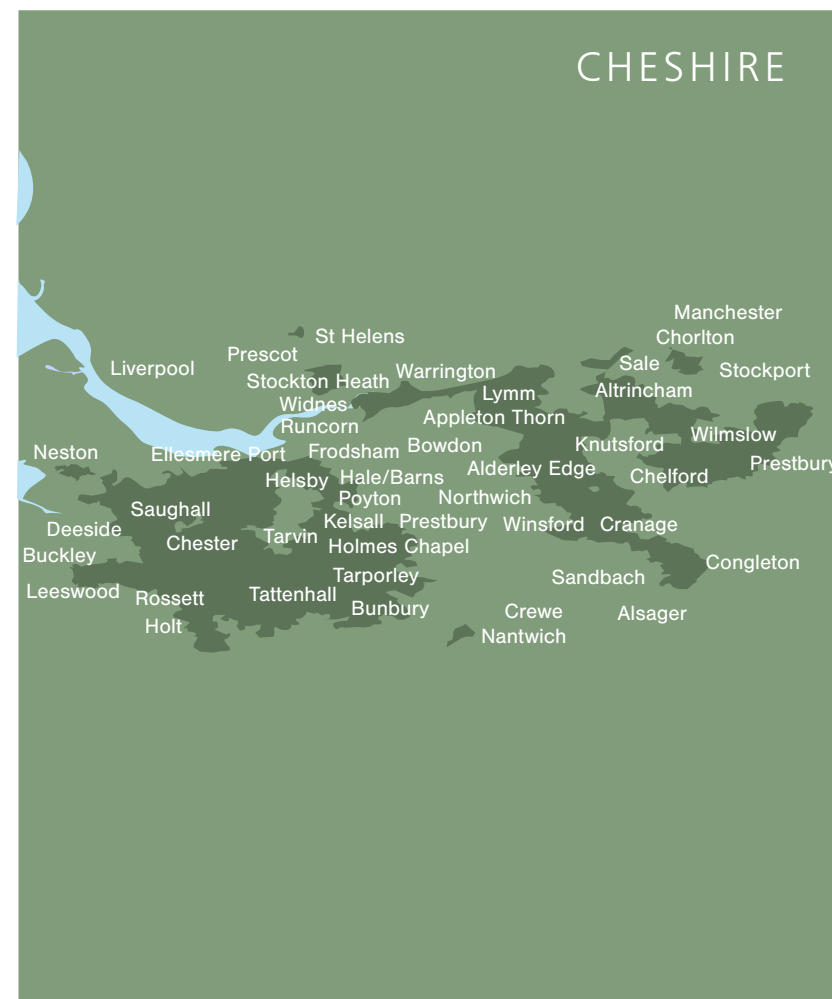 CHESHIRE
Manchester
Chorlton
St Helens
Prescot
Sale
Liverpool
Warrington
Stockport
Stockton Heath
Altrincham
Lymm
Widnes
Appleton Thorn
Runcorn
Wilmslow
Bowdon
Knutsford
Neston
Ellesmere Port
Frodsham
Prestbury
Alderley Edge
Hale/Barns
Chelford
Helsby
Poyton
Northwich
Saughall
Kelsall
Prestbury
Winsford
Cranage
Deeside
Tarvin
Chester
Holmes Chapel
Buckley
Congleton
Tarporley
Sandbach
Leeswood
Tattenhall
Rossett
Bunbury
Crewe
Alsager
Holt
Nantwich